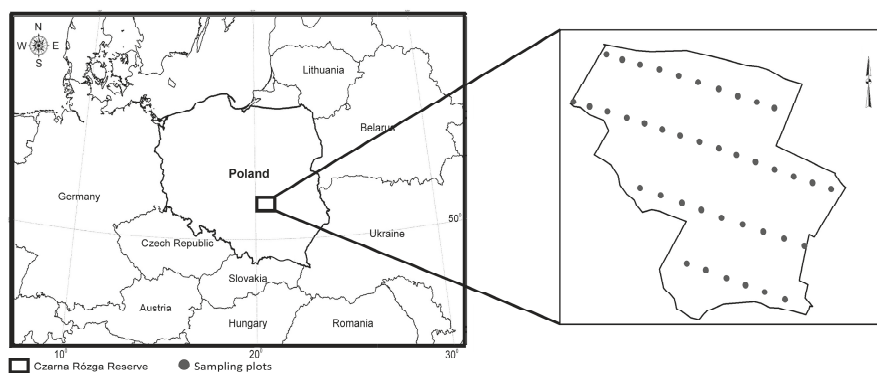 N
W E
S
Lithuania
Belarus
Poland
Germany
Ukraine
50°
Czech Republic
Slovakia
Austria
Hungary
Romania
10°
20°
30°
Czarna Rózga Reserve
Sampling plots